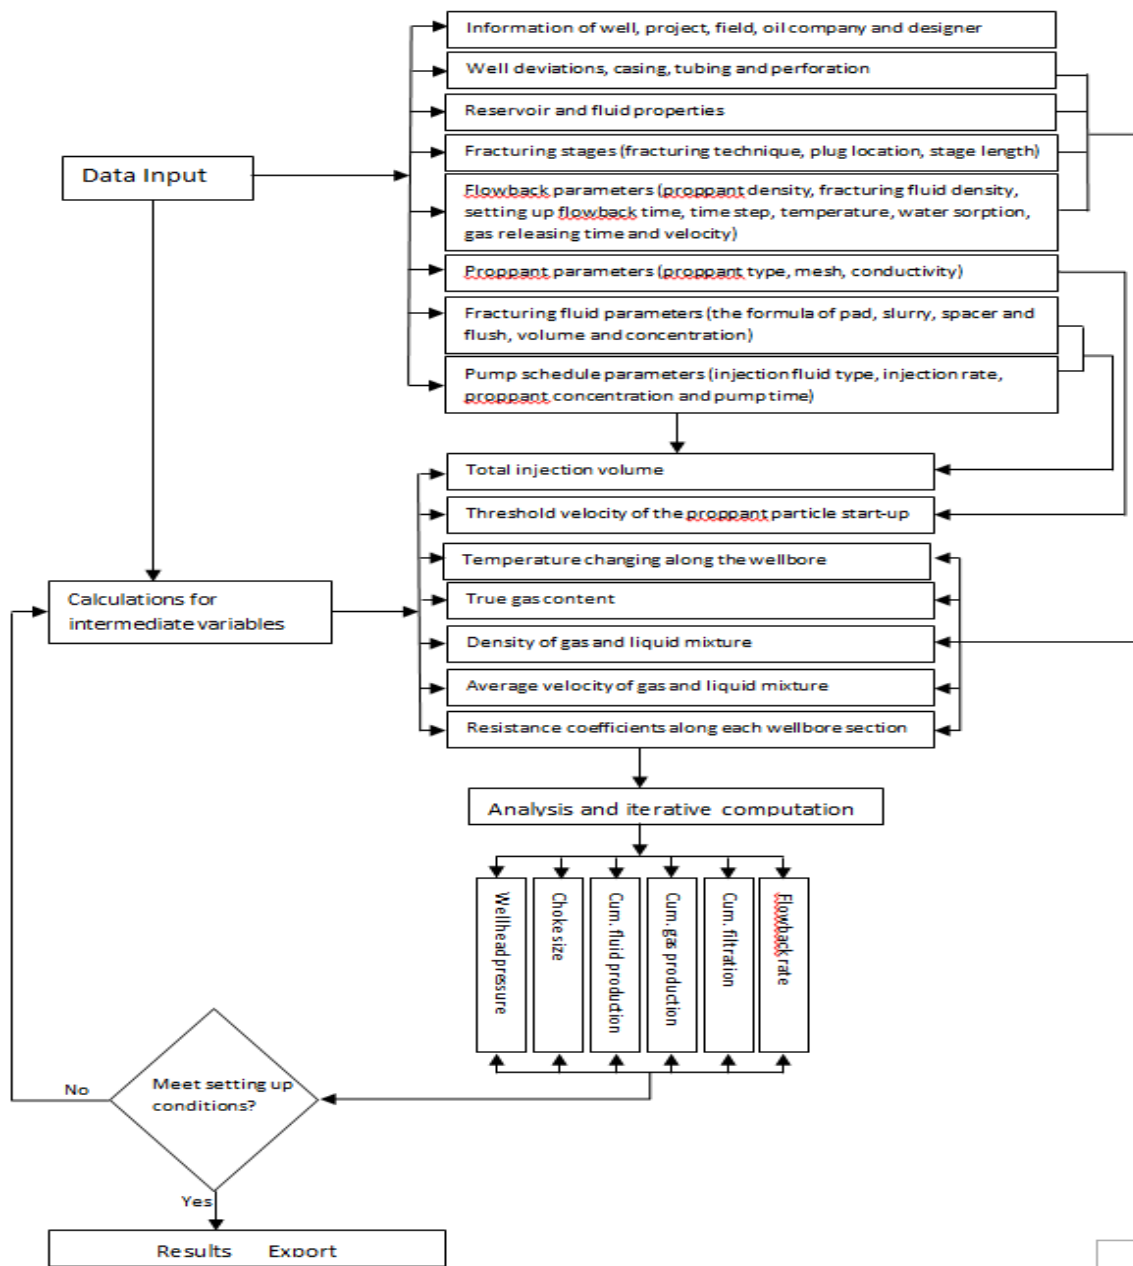 Information of well, project, field, oil company and designer
Well deviations, casing, tubing and perforation
Reservoir and fluid properties
Fracturing stages (fracturing technique, plug location, stage length)
Data Input
Flowback parameters (proppant density, fracturing fluid density,
setting up flowback time, time step, temperature, water sorption,
gas releasing time and velocity)
Proppant parameters (proppant type, mesh, conductivity)
Fracturing fluid parameters (the formula of pad, slurry, spacer and
flush, volume and concentration)
Pump schedule parameters (injection fluid type, injection rate,
proppant concentration and pump time)
Total injection volume
Threshold velocity of the proppant particle start-up
Temperature changing along the wellbore
Calculations for
intermediate variables
True gas content
Density of gas and liquid mixture
Average velocity of gas and liquid mixture
Resistance coefficients along each wellbore section
Analysis and iterative computation
Wellhead pressure
Choke size
Cum. fluid production
Cum. gas production
Cum. filtration
Flowback rate
Meet setting up
conditions?
No
Yes
Results Export